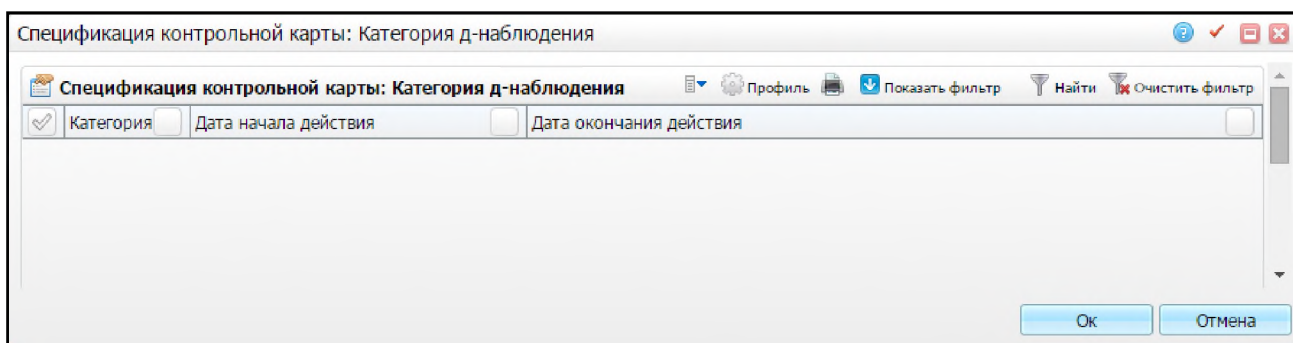 Спецификация контрольной карты: Категория д-наблюдения
Спецификация контрольной карты: Категория д-наблюдения Профиль Показать фильтр Найти Очистить фильтр
Категория Дата начала действия Дата окончания действия
Ок Отмена